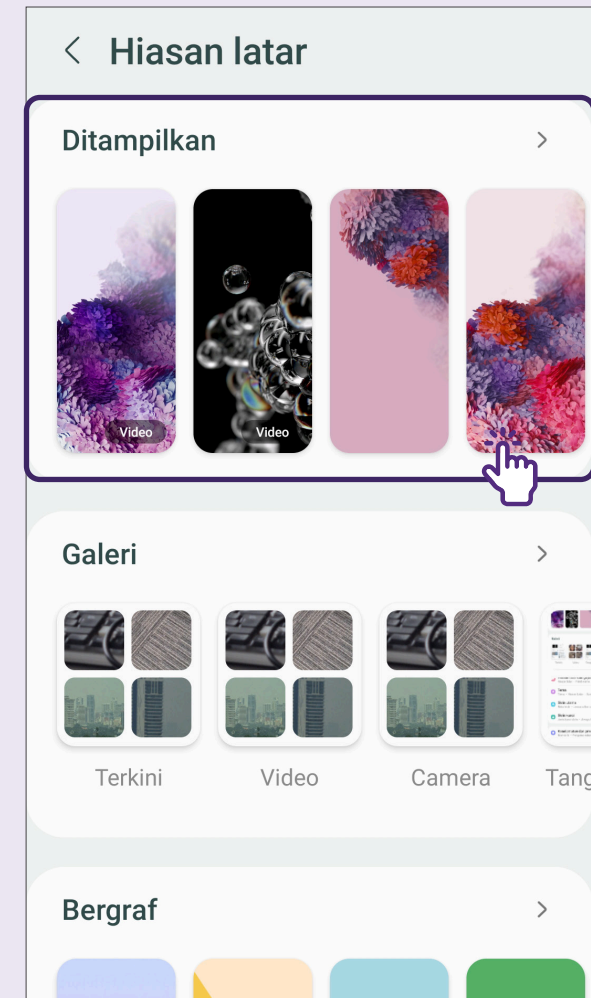 Hiasan latar
Ditampilkan
Video
Video
Galeri
Terkini
Video
Camera
Tang
Bergraf